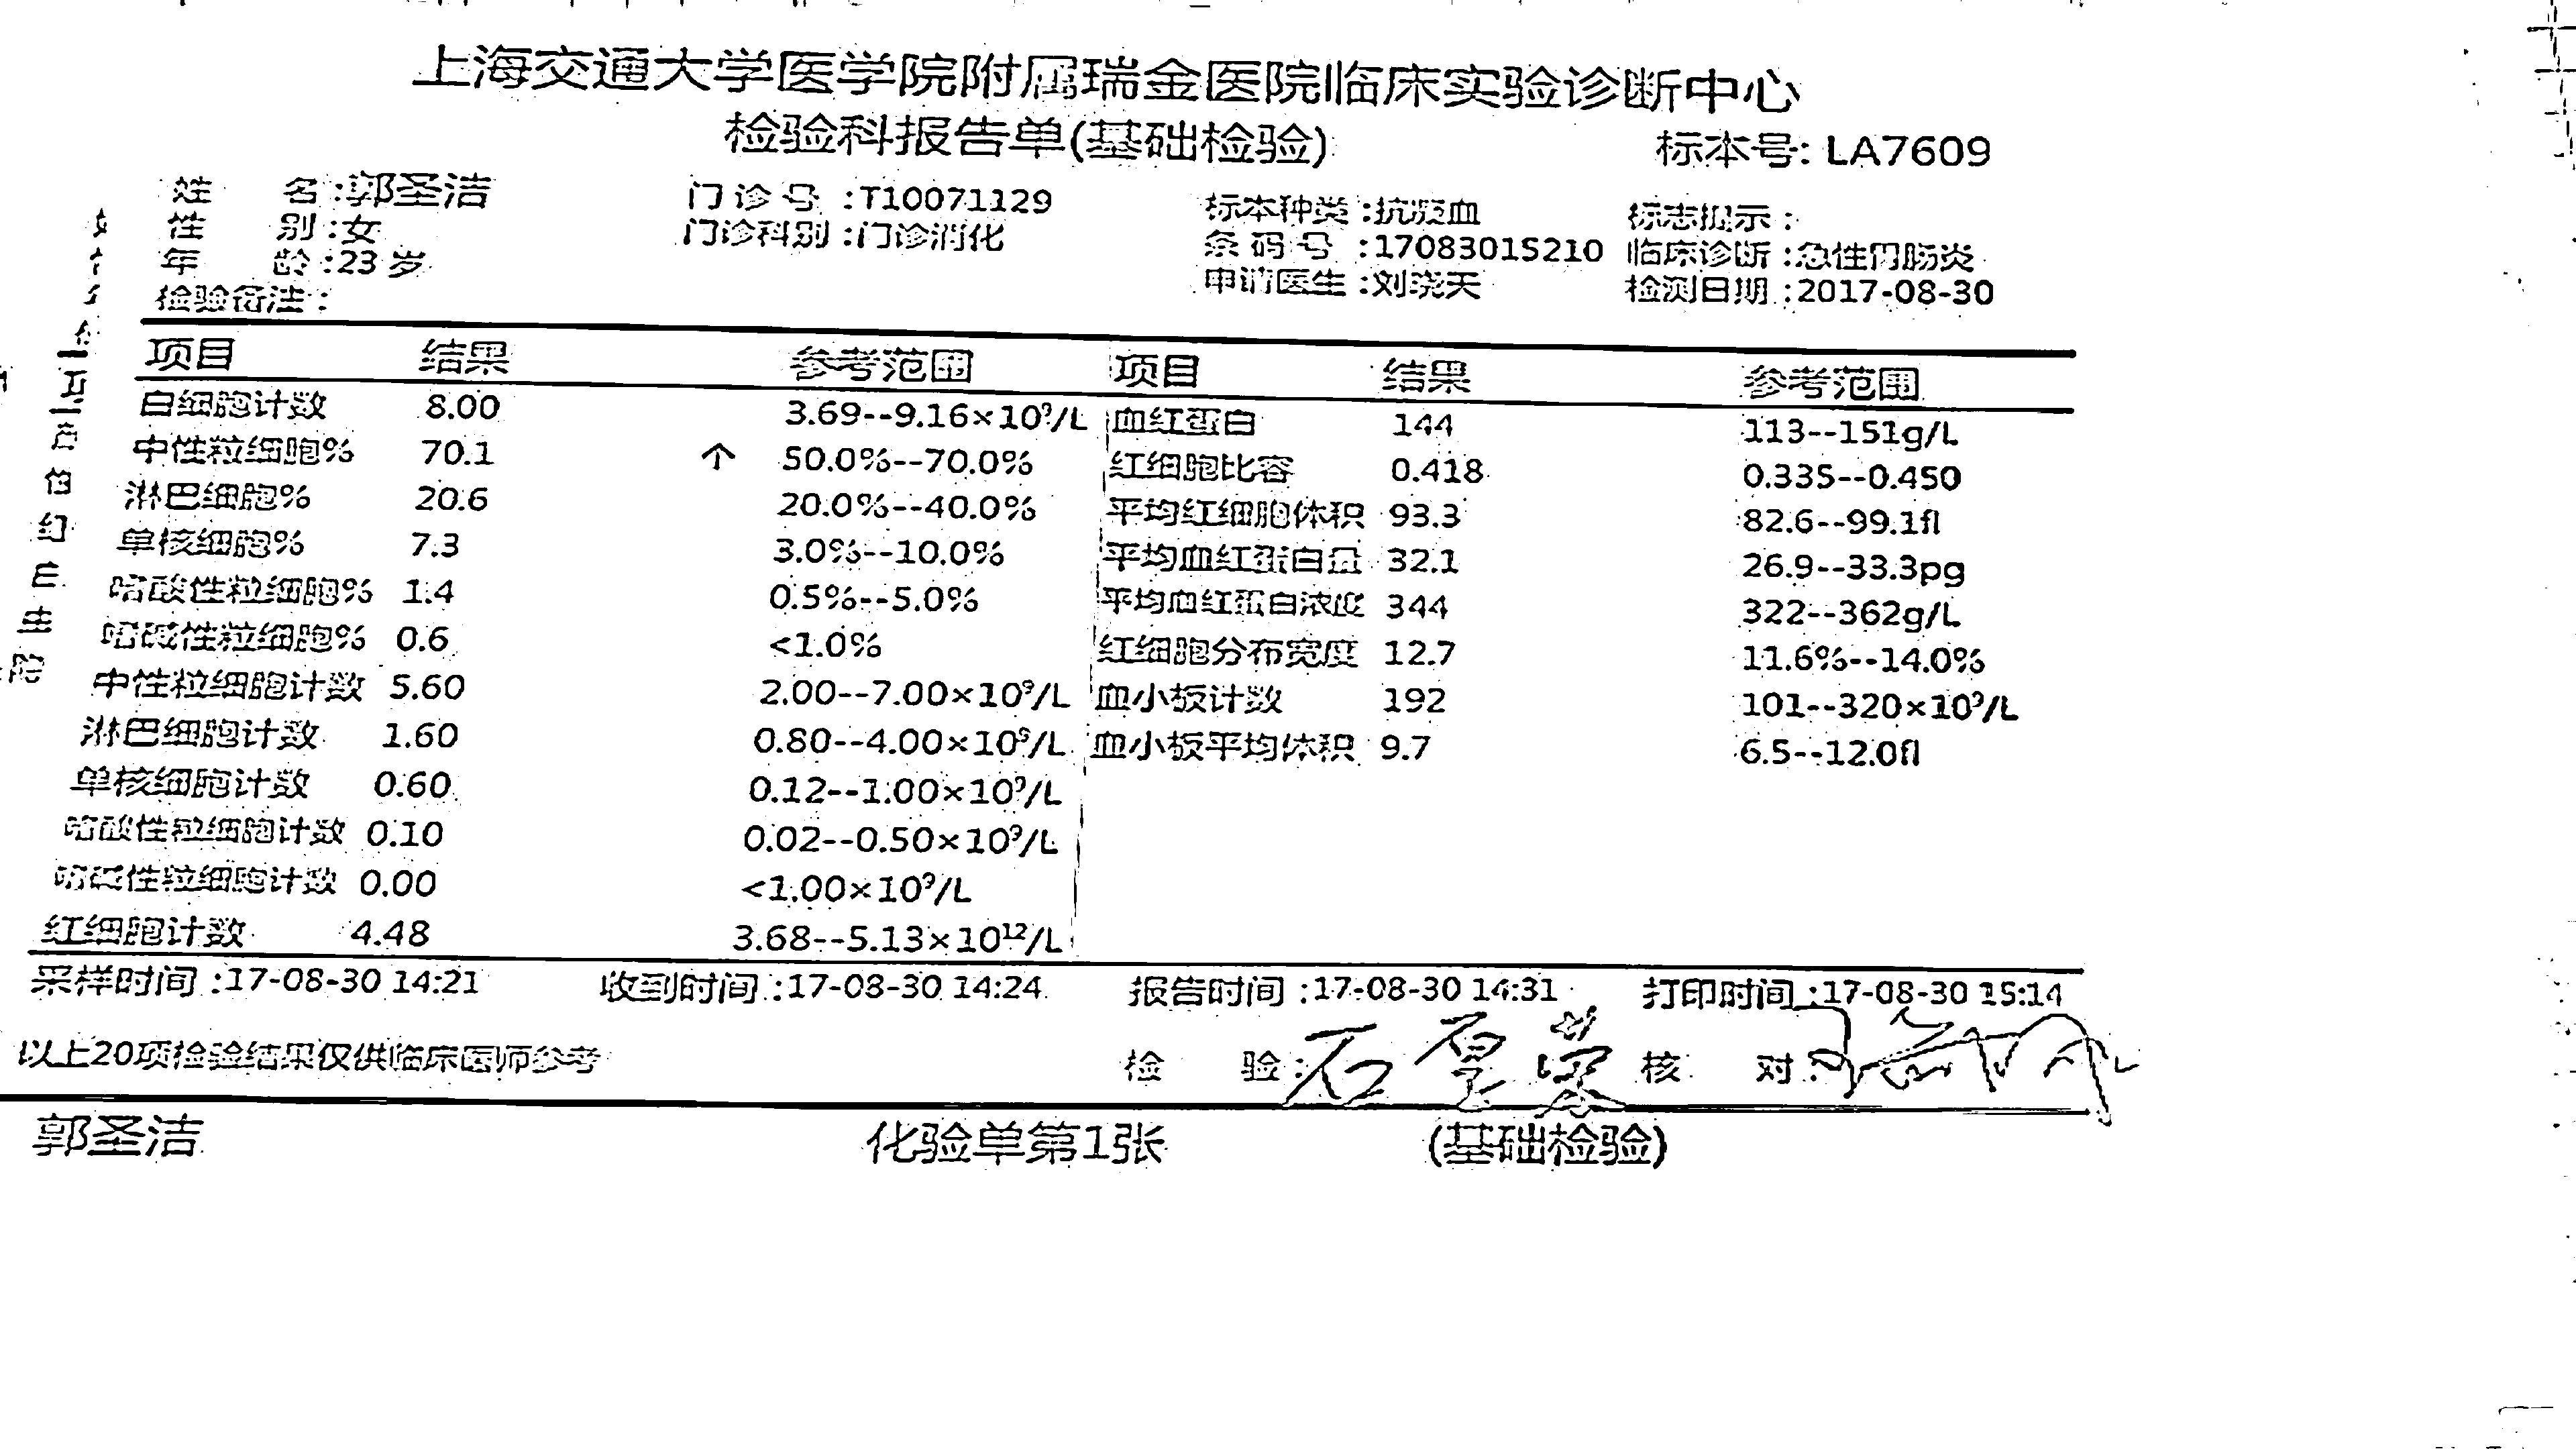 上海交通大学医学院附属瑞金医院临床实验诊断中心
检验科报告单(基础检验)
标本号: LA7609
姓 名:郭圣洁 门诊号:T10071129 标本种类:抗凝血 标志提示:
性 别:女 门诊科别:门诊消化 条码号:17083015210 临床诊断:急性胃肠炎
年 龄:23 岁 申请医生:刘晓天 检测日期:2017-08-30
检验备注:
项目 结果 参考范围 项目 结果 参考范围
白细胞计数 8.00 3.69--9.16×10⁹/L 血红蛋白 144 113--151g/L
中性粒细胞% 70.1 ↑ 50.0%--70.0% 红细胞比容 0.418 0.335--0.450
淋巴细胞% 20.6 20.0%--40.0% 平均红细胞体积 93.3 82.6--99.1fl
单核细胞% 7.3 3.0%--10.0% 平均血红蛋白量 32.1 26.9--33.3pg
嗜酸性粒细胞% 1.4 0.5%--5.0% 平均血红蛋白浓度 344 322--362g/L
嗜碱性粒细胞% 0.6 <1.0% 红细胞分布宽度 12.7 11.6%--14.0%
中性粒细胞计数 5.60 2.00--7.00×10⁹/L 血小板计数 192 101--320×10⁹/L
淋巴细胞计数 1.60 0.80--4.00×10⁹/L 血小板平均体积 9.7 6.5--12.0fl
单核细胞计数 0.60 0.12--1.00×10⁹/L
嗜酸性粒细胞计数 0.10 0.02--0.50×10⁹/L
嗜碱性粒细胞计数 0.00 <1.00×10⁹/L
红细胞计数 4.48 3.68--5.13×10¹²/L
采样时间:17-08-30 14:21 收到时间:17-08-30 14:24 报告时间:17-08-30 14:31 打印时间:17-08-30 15:14
以上20项检验结果仅供临床医师参考 检 验: 核 对:
郭圣洁 化验单第1张 (基础检验)